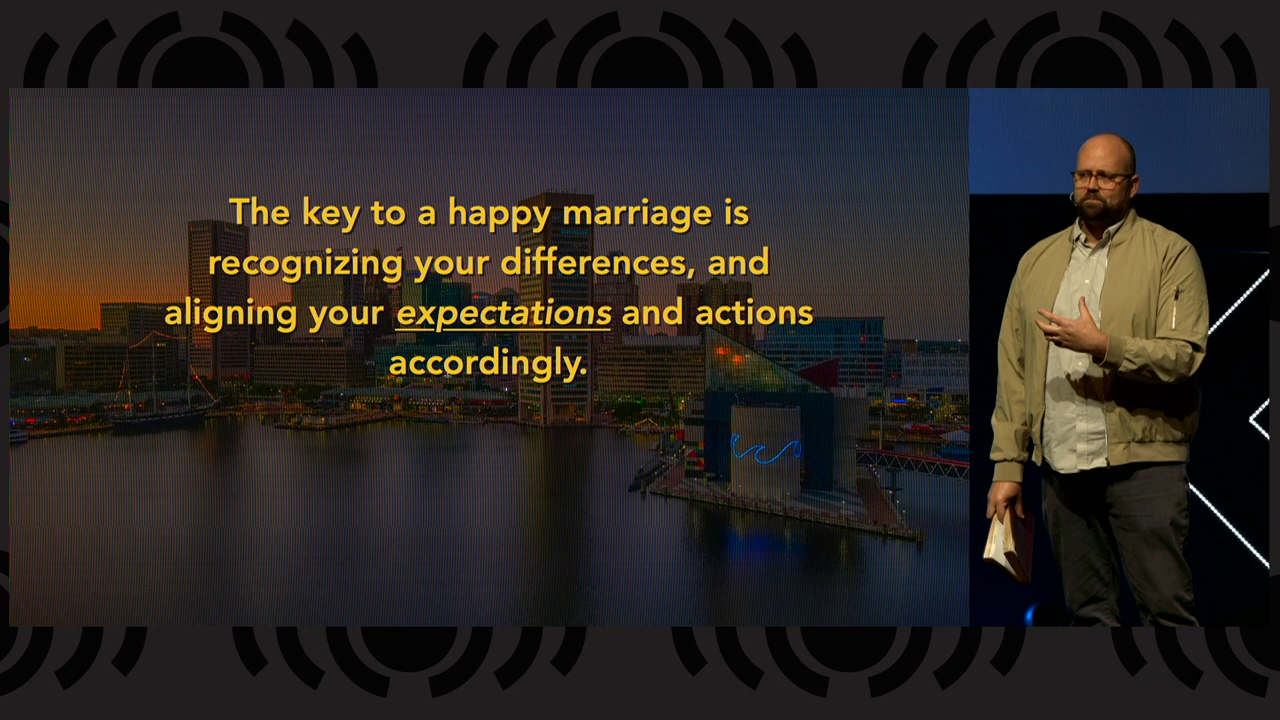 The key to a happy marriage is
recognizing your differences, and
aligning your expectations and actions
accordingly.